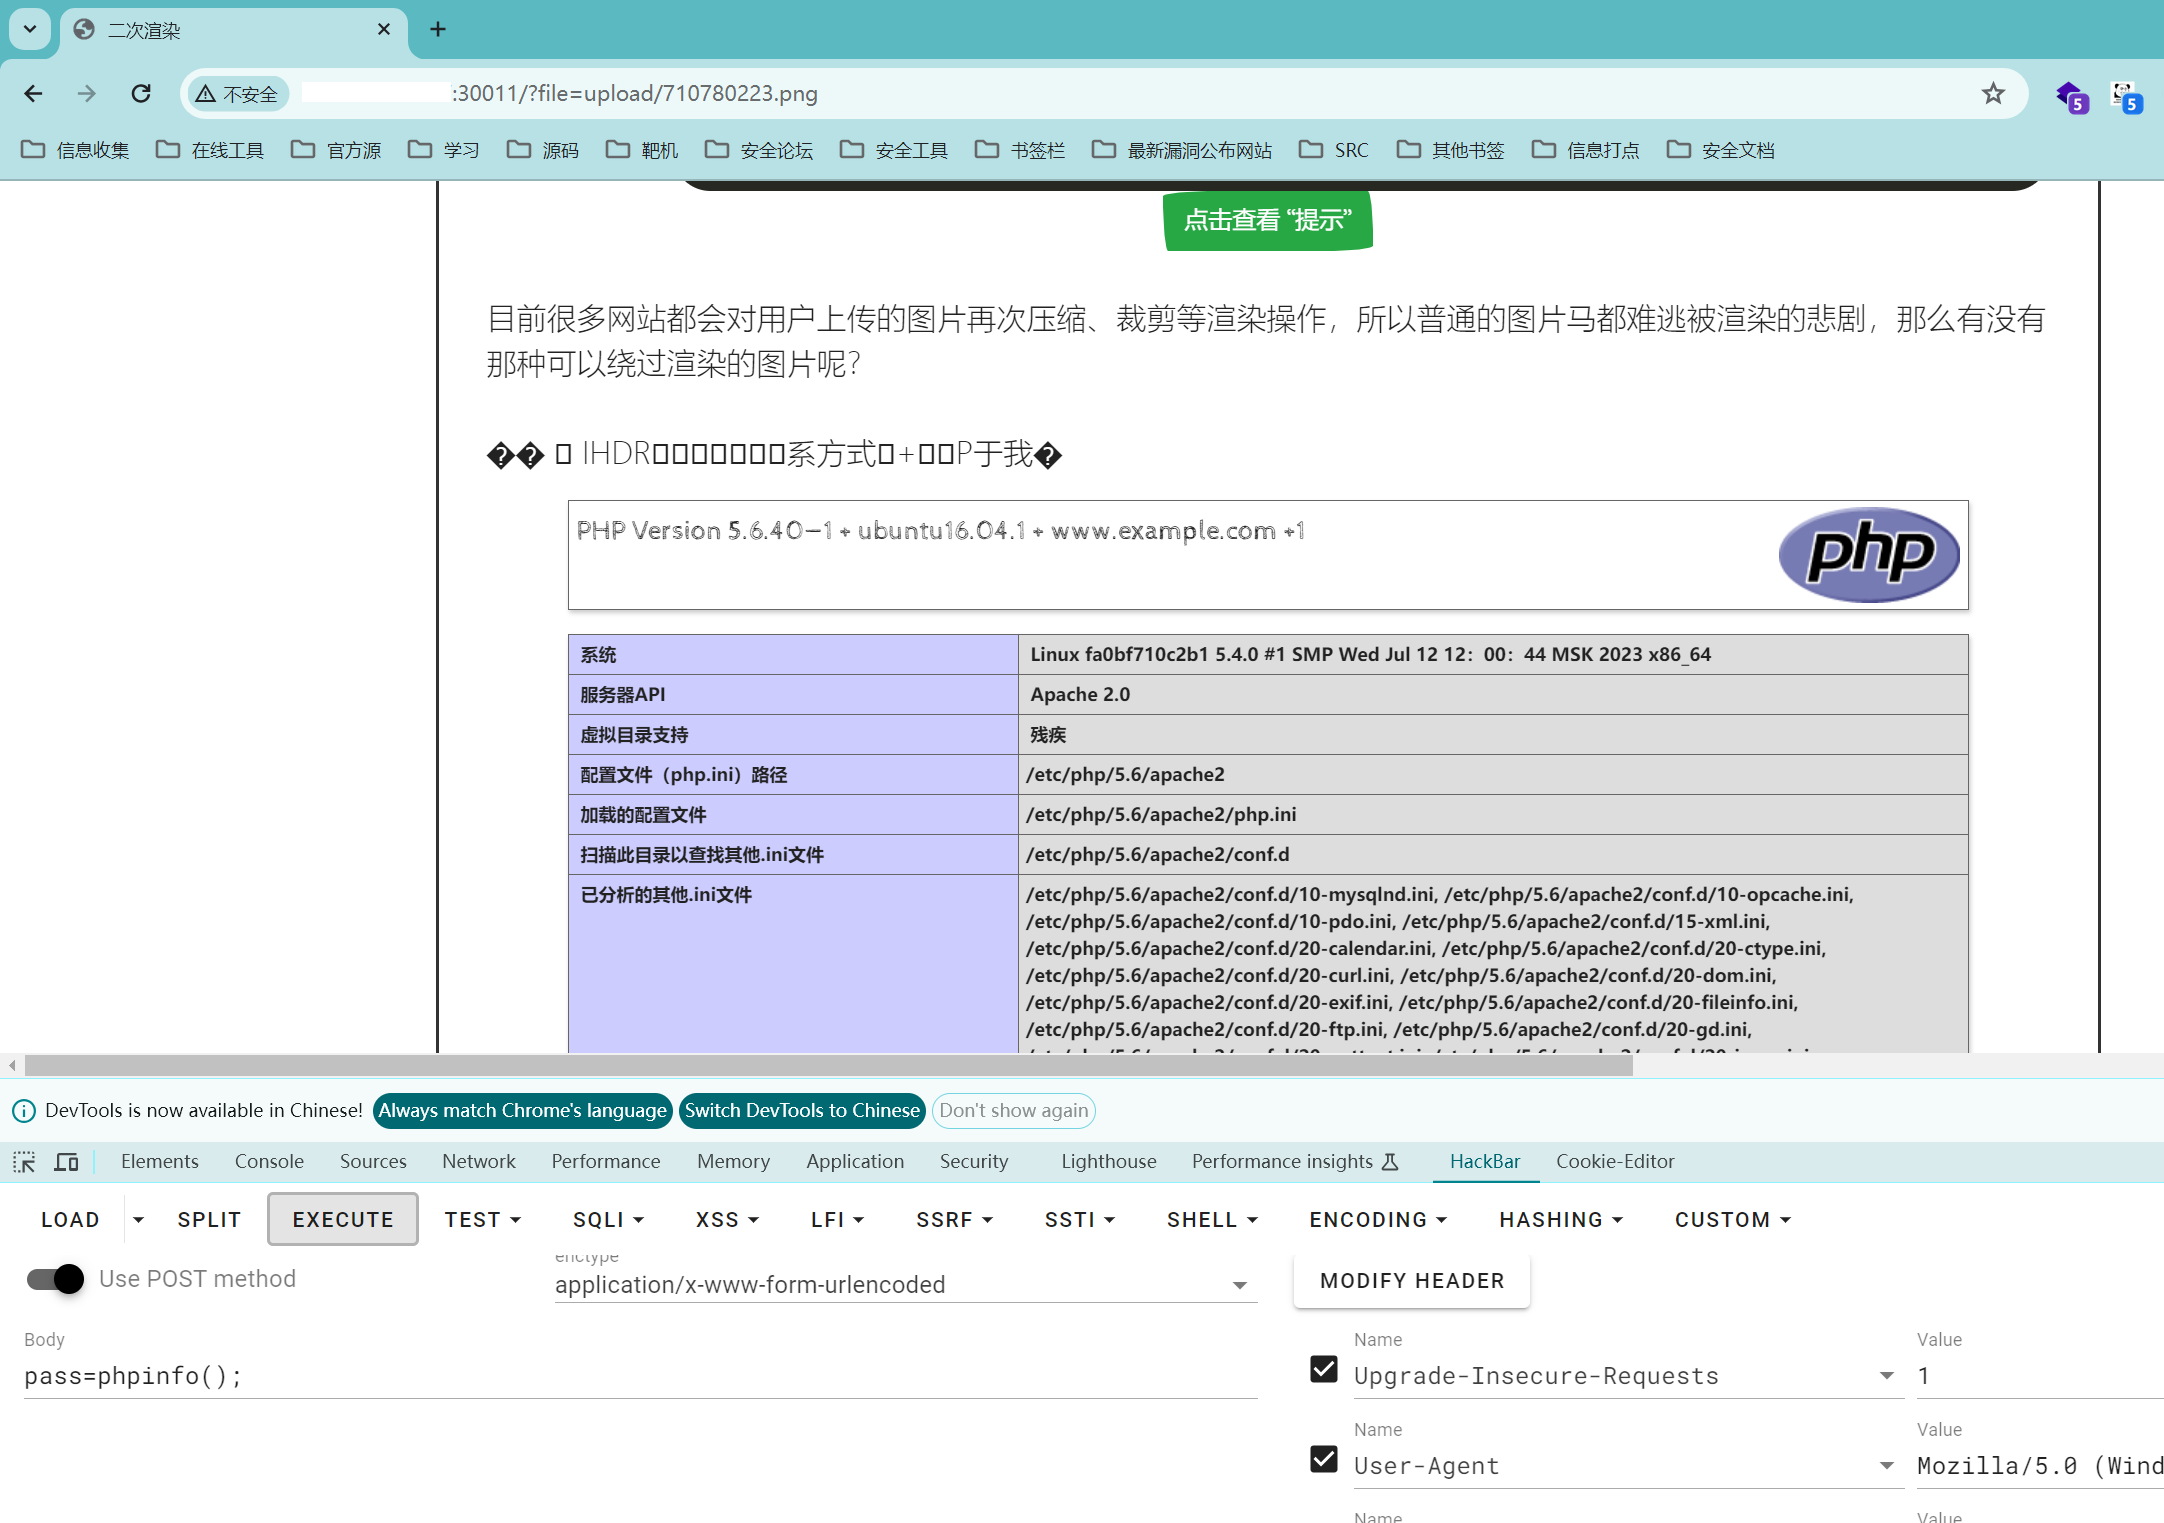 二次渲染
不安全
:30011/?file=upload/710780223.png
5
5
信息收集 在线工具 官方源 学习 源码 靶机 安全论坛 安全工具 书签栏 最新漏洞公布网站 SRC 其他书签 信息打点 安全文档
点击查看 “提示”
目前很多网站都会对用户上传的图片再次压缩、裁剪等渲染操作，所以普通的图片马都难逃被渲染的悲剧，那么有没有
那种可以绕过渲染的图片呢？
�� IHDR系方式+P于我�
PHP Version 5.6.40-1 + ubuntu16.04.1 + www.example.com +1
php
系统 Linux fa0bf710c2b1 5.4.0 #1 SMP Wed Jul 12 12：00：44 MSK 2023 x86_64
服务器API Apache 2.0
虚拟目录支持 残疾
配置文件（php.ini）路径 /etc/php/5.6/apache2
加载的配置文件 /etc/php/5.6/apache2/php.ini
扫描此目录以查找其他.ini文件 /etc/php/5.6/apache2/conf.d
已分析的其他.ini文件 /etc/php/5.6/apache2/conf.d/10-mysqlnd.ini, /etc/php/5.6/apache2/conf.d/10-opcache.ini,
/etc/php/5.6/apache2/conf.d/10-pdo.ini, /etc/php/5.6/apache2/conf.d/15-xml.ini,
/etc/php/5.6/apache2/conf.d/20-calendar.ini, /etc/php/5.6/apache2/conf.d/20-ctype.ini,
/etc/php/5.6/apache2/conf.d/20-curl.ini, /etc/php/5.6/apache2/conf.d/20-dom.ini,
/etc/php/5.6/apache2/conf.d/20-exif.ini, /etc/php/5.6/apache2/conf.d/20-fileinfo.ini,
/etc/php/5.6/apache2/conf.d/20-ftp.ini, /etc/php/5.6/apache2/conf.d/20-gd.ini,
DevTools is now available in Chinese! Always match Chrome's language Switch DevTools to Chinese Don't show again
Elements Console Sources Network Performance Memory Application Security Lighthouse Performance insights HackBar Cookie-Editor
LOAD SPLIT EXECUTE TEST SQLI XSS LFI SSRF SSTI SHELL ENCODING HASHING CUSTOM
enctype
Use POST method application/x-www-form-urlencoded MODIFY HEADER
Body Name Value
pass=phpinfo(); Upgrade-Insecure-Requests 1
Name Value
User-Agent Mozilla/5.0 (Wind
Name Value